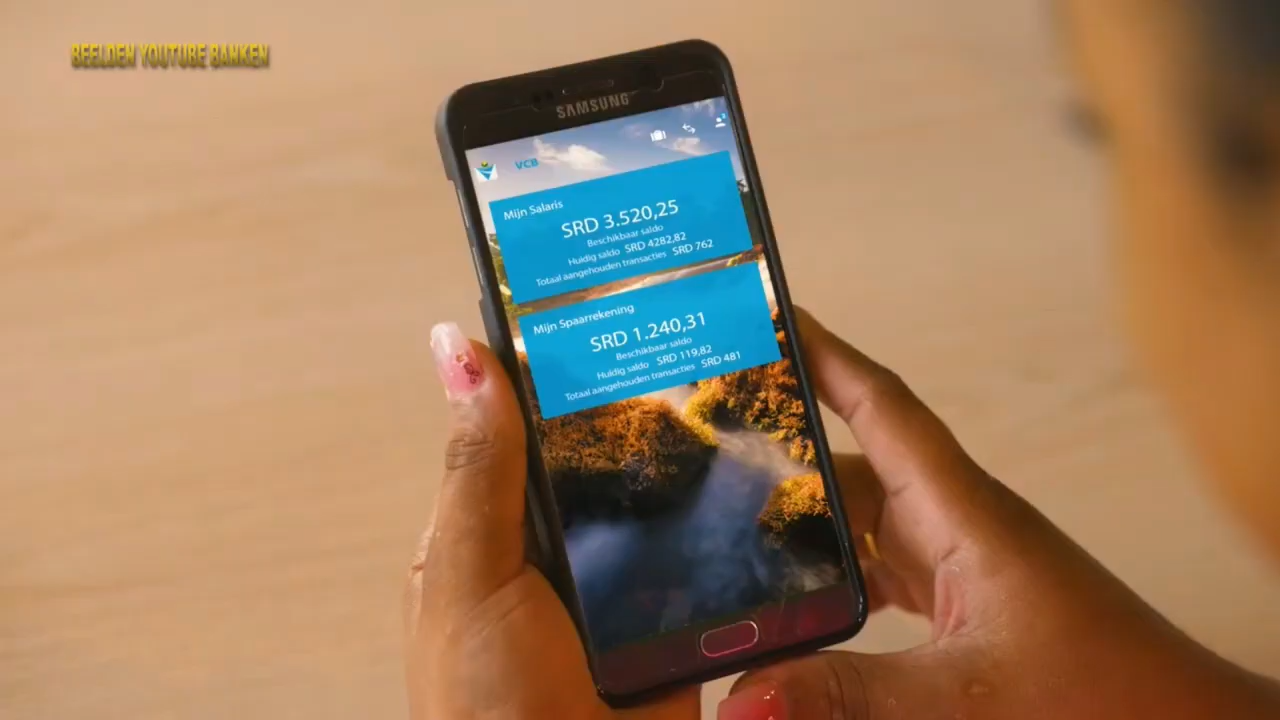 BEELDEN YOUTUBE BANKEN
SAMSUNG
VCB
Mijn Salaris
SRD 3.520,25
Beschikbaar saldo
Huidig saldo SRD 4282,82
Totaal aangehouden transacties SRD 762
Mijn Spaarrekening
SRD 1.240,31
Beschikbaar saldo
Huidig saldo SRD 119,82
Totaal aangehouden transacties SRD 481